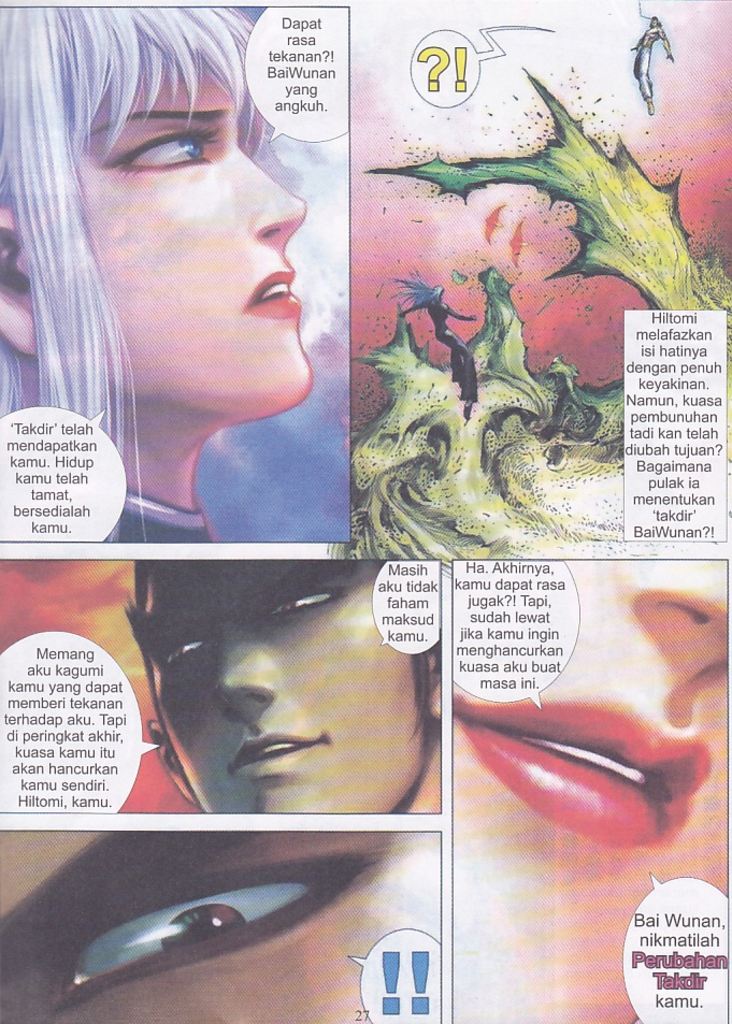 Dapat
rasa
tekanan?!
BaiWunan
yang
angkuh.
‘Takdir’ telah
mendapatkan
kamu. Hidup
kamu telah
tamat,
bersedialah
kamu.
?!
Hiltomi
melafazkan
isi hatinya
dengan penuh
keyakinan.
Namun, kuasa
pembunuhan
tadi kan telah
diubah tujuan?
Bagaimana
pulak ia
menentukan
‘takdir’
BaiWunan?!
Masih
aku tidak
faham
maksud
kamu.
Memang
aku kagumi
kamu yang dapat
memberi tekanan
terhadap aku. Tapi
di peringkat akhir,
kuasa kamu itu
akan hancurkan
kamu sendiri.
Hiltomi, kamu.
Ha. Akhirnya,
kamu dapat rasa
jugak?! Tapi,
sudah lewat
jika kamu ingin
menghancurkan
kuasa aku buat
masa ini.
Bai Wunan,
nikmatilah
Perubahan
Takdir
kamu.
!!
27